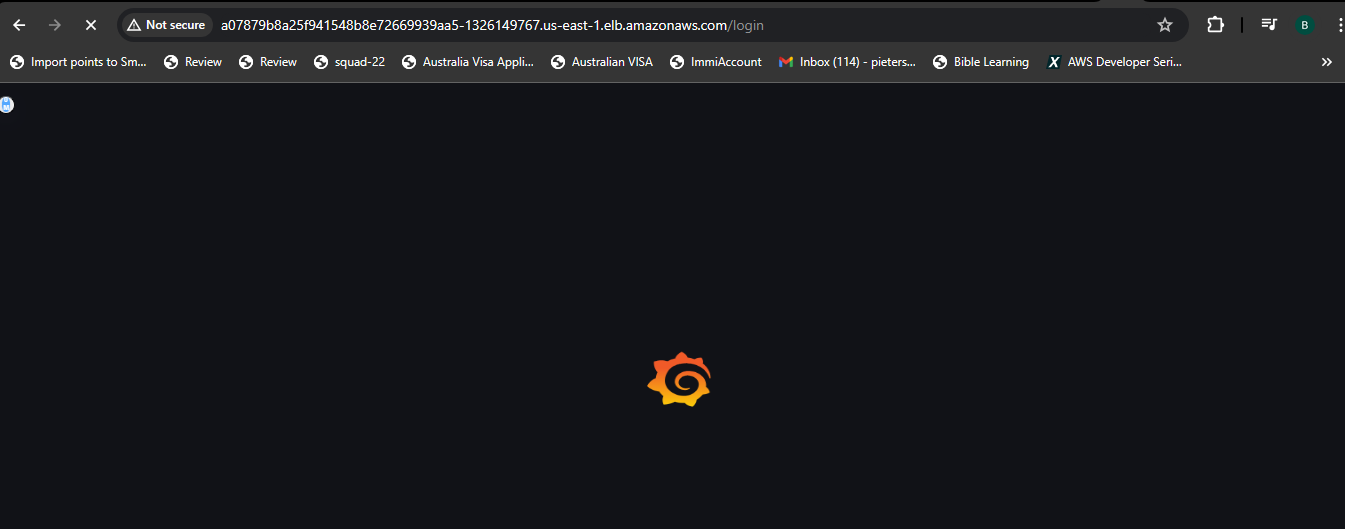 Not secure a07879b8a25f941548b8e72669939aa5-1326149767.us-east-1.elb.amazonaws.com/login B
Import points to Sm... Review Review squad-22 Australia Visa Appli... Australian VISA ImmiAccount Inbox (114) - pieters... Bible Learning X AWS Developer Seri... »